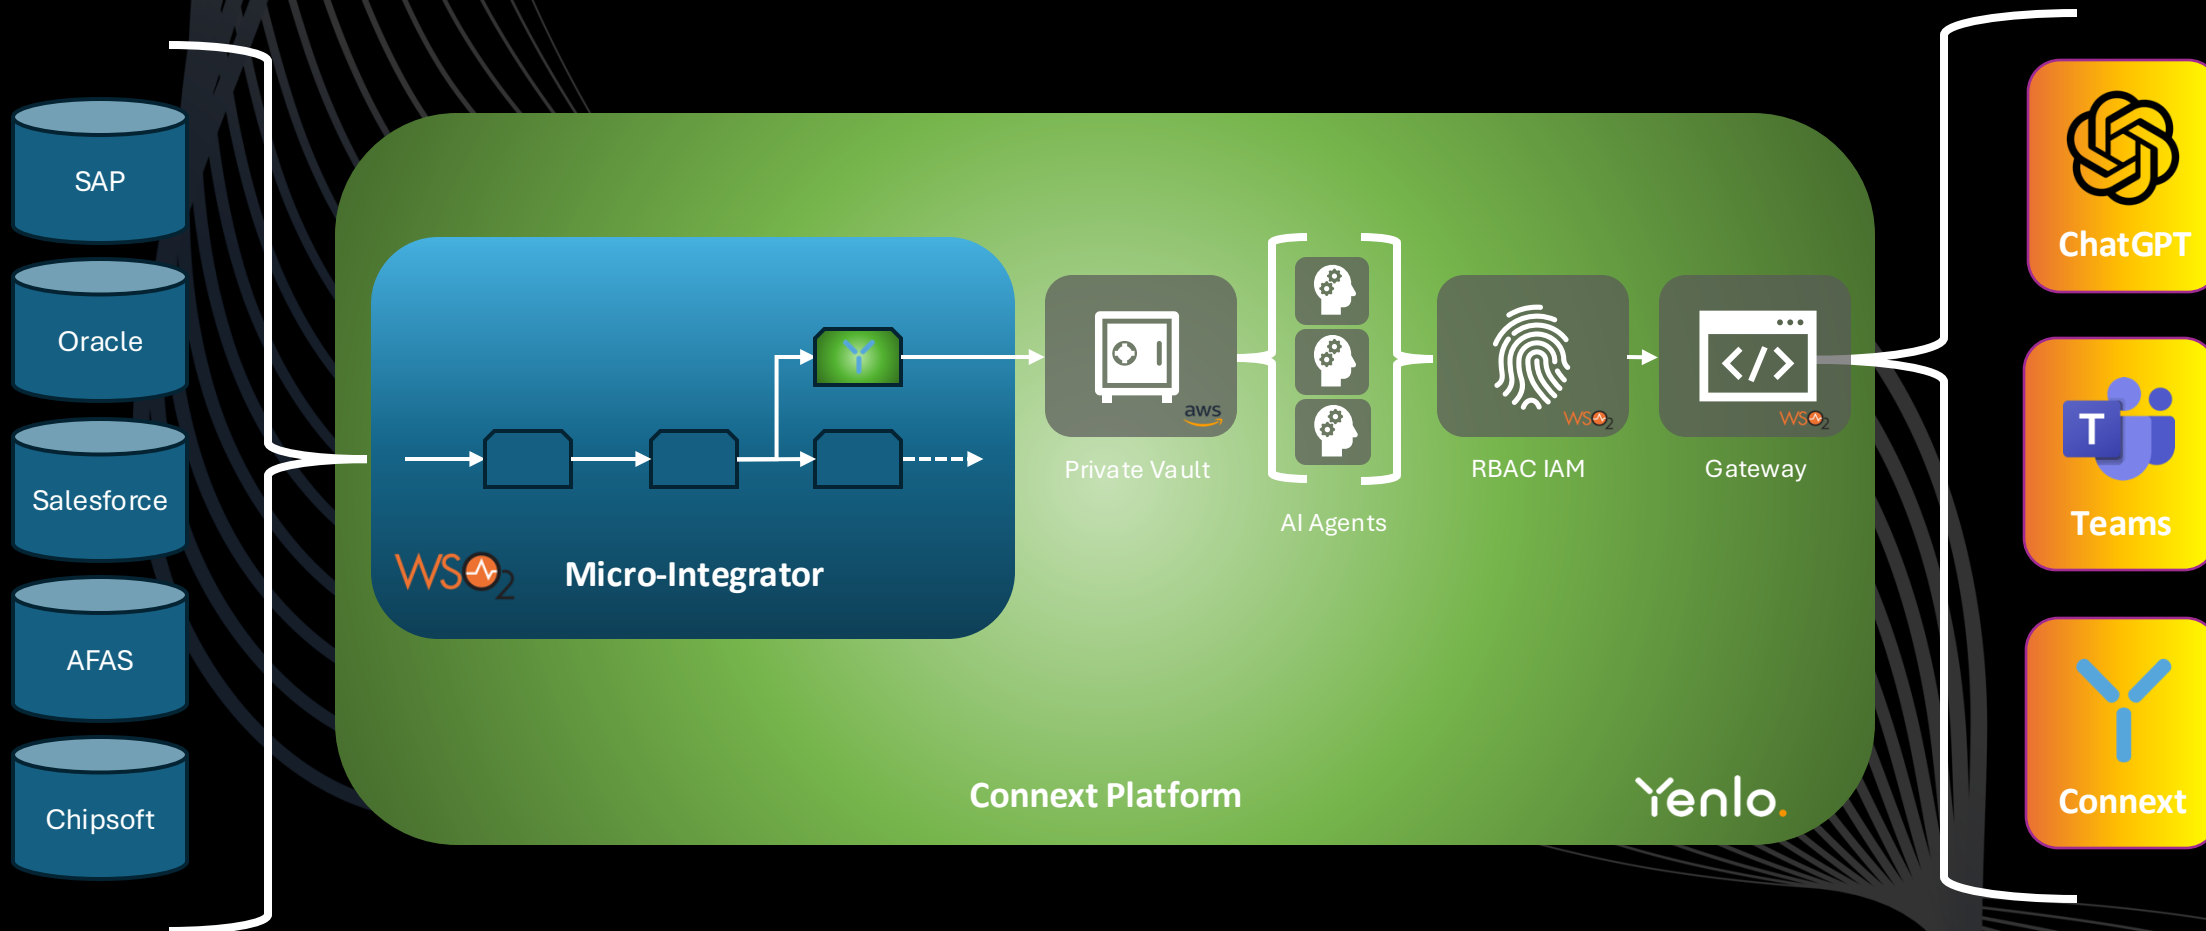 SAP
Oracle
Salesforce
AFAS
Chipsoft
WSO2
Micro-Integrator
aws
Private Vault
AI Agents
WSO2
RBAC IAM
</>
WSO2
Gateway
Connext Platform
Yenlo.
ChatGPT
T
Teams
Connext